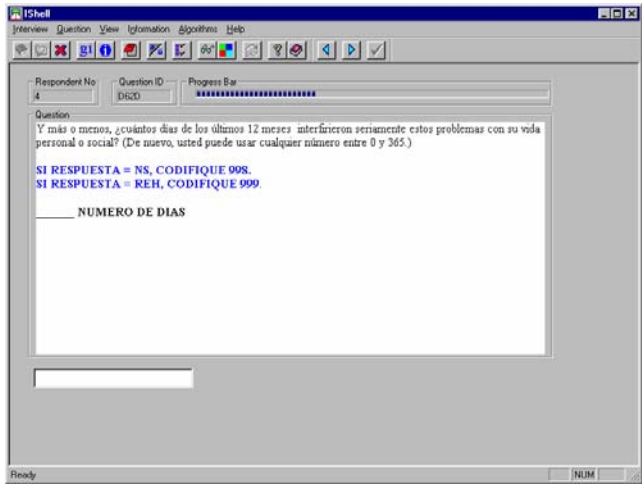 IShell
Interview Question View Information Algorithms Help
Respondent No
Question ID
Progress Bar
4
D62D
Question
Y más o menos, ¿cuántos días de los últimos 12 meses interfirieron seriamente estos problemas con su vida
personal o social? (De nuevo, usted puede usar cualquier número entre 0 y 365.)
SI RESPUESTA = NS, CODIFIQUE 998.
SI RESPUESTA = REH, CODIFIQUE 999.
______ NUMERO DE DIAS
Ready
NUM